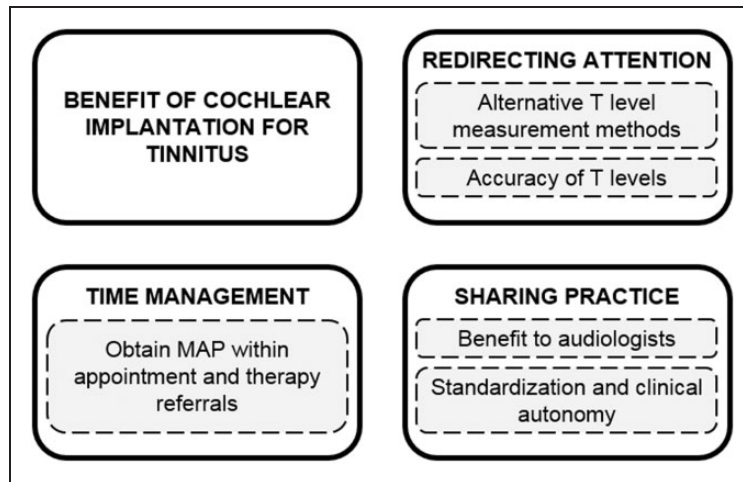 BENEFIT OF COCHLEAR
IMPLANTATION FOR
TINNITUS
REDIRECTING ATTENTION
Alternative T level
measurement methods
Accuracy of T levels
TIME MANAGEMENT
Obtain MAP within
appointment and therapy
referrals
SHARING PRACTICE
Benefit to audiologists
Standardization and clinical
autonomy